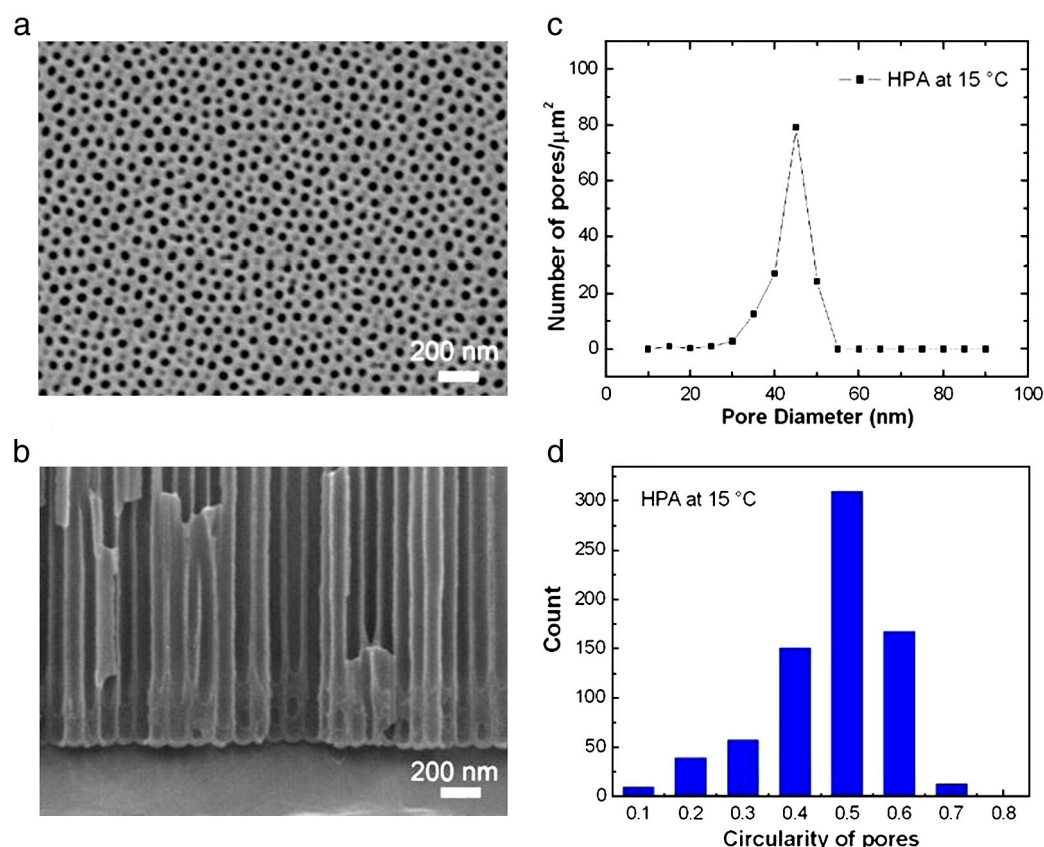 a
200 nm
b
200 nm
c
100
80
60
40
20
0
Number of pores/μm²
HPA at 15 °C
0 20 40 60 80 100
Pore Diameter (nm)
d
300
250
200
150
100
50
0
Count
HPA at 15 °C
0.1 0.2 0.3 0.4 0.5 0.6 0.7 0.8
Circularity of pores